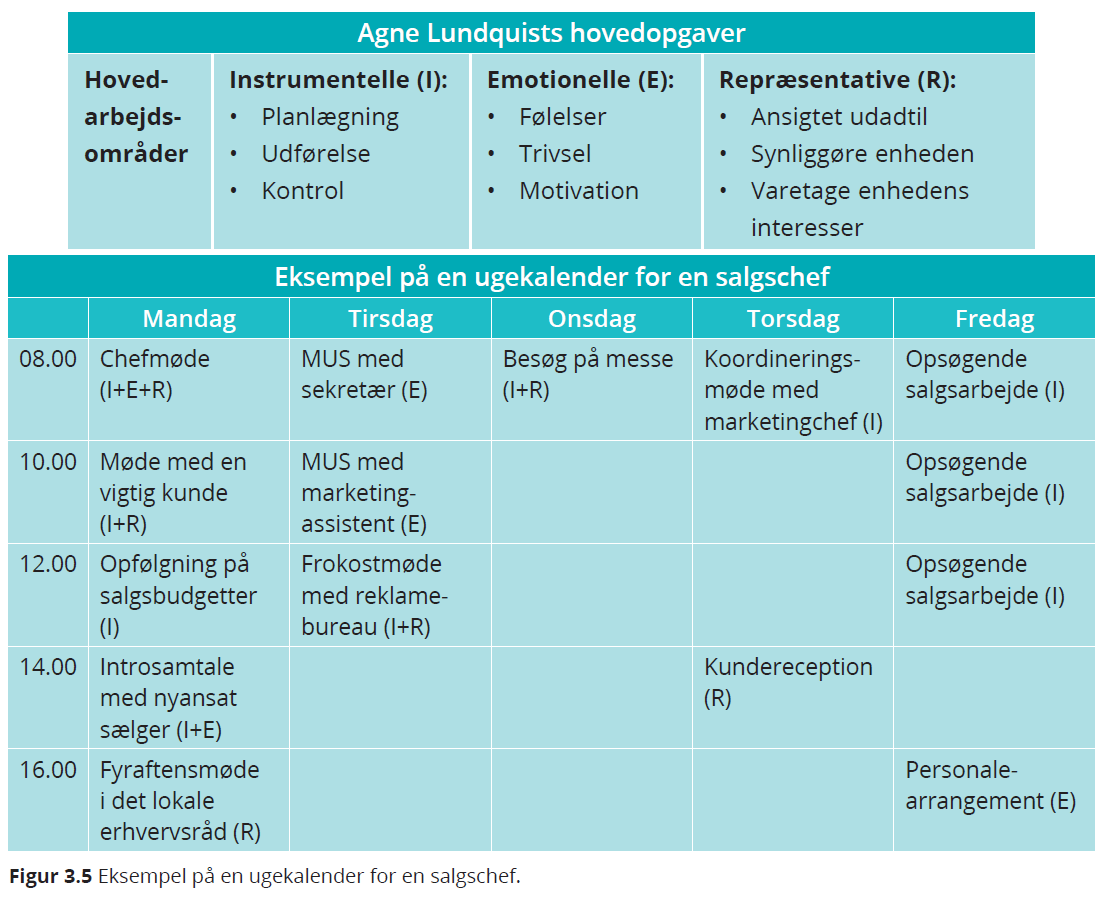 Agne Lundquists hovedopgaver
Hoved-
arbejds-
områder
Instrumentelle (I):
• Planlægning
• Udførelse
• Kontrol
Emotionelle (E):
• Følelser
• Trivsel
• Motivation
Repræsentative (R):
• Ansigtet udadtil
• Synliggøre enheden
• Varetage enhedens
interesser
Eksempel på en ugekalender for en salgschef
Mandag
Tirsdag
Onsdag
Torsdag
Fredag
08.00
Chefmøde
(I+E+R)
MUS med
sekretær (E)
Besøg på messe
(I+R)
Koordinerings-
møde med
marketingchef (I)
Opsøgende
salgsarbejde (I)
10.00
Møde med en
vigtig kunde
(I+R)
MUS med
marketing-
assistent (E)
Opsøgende
salgsarbejde (I)
12.00
Opfølgning på
salgsbudgetter
(I)
Frokostmøde
med reklame-
bureau (I+R)
Opsøgende
salgsarbejde (I)
14.00
Introsamtale
med nyansat
sælger (I+E)
Kundereception
(R)
16.00
Fyraftensmøde
i det lokale
erhvervsråd (R)
Personale-
arrangement (E)
Figur 3.5 Eksempel på en ugekalender for en salgschef.